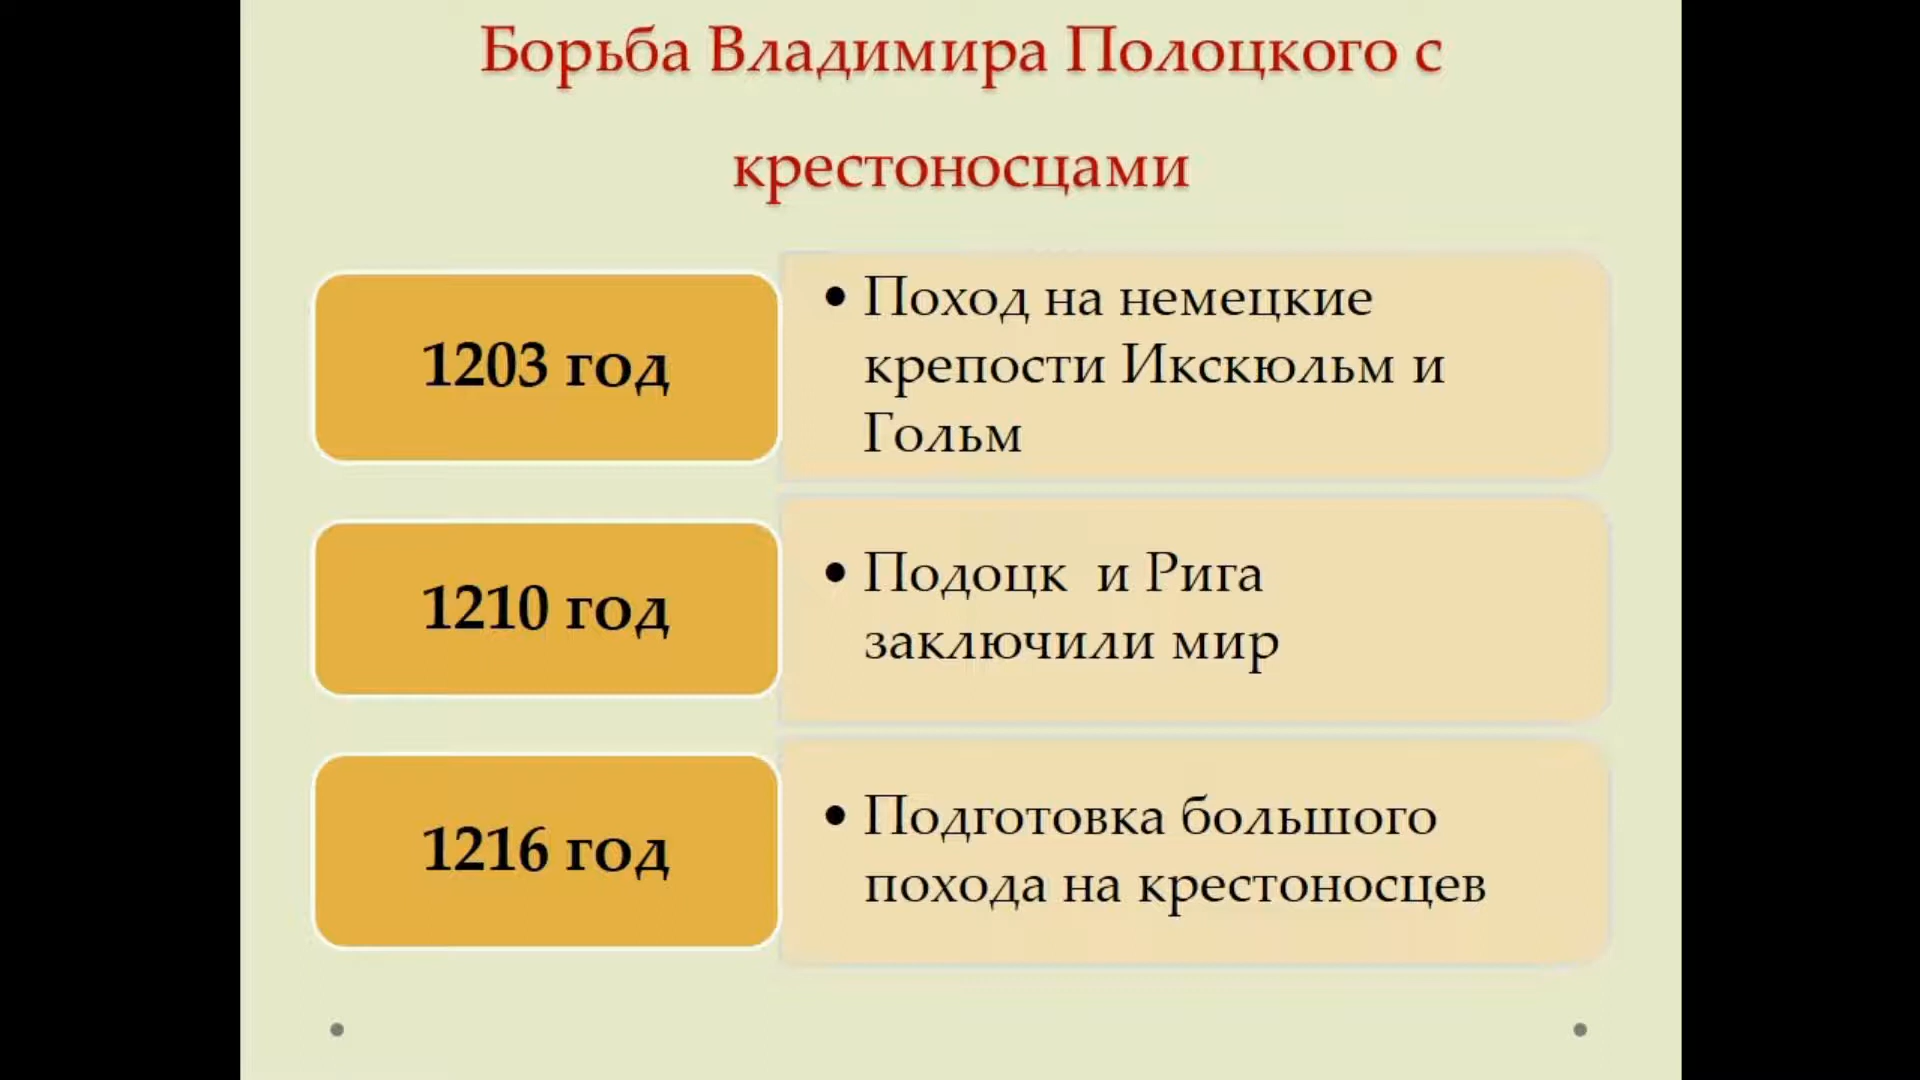 Борьба Владимира Полоцкого с
крестоносцами
1203 год
• Поход на немецкие
крепости Икскюльм и
Гольм
1210 год
• Подоцк и Рига
заключили мир
1216 год
• Подготовка большого
похода на крестоносцев